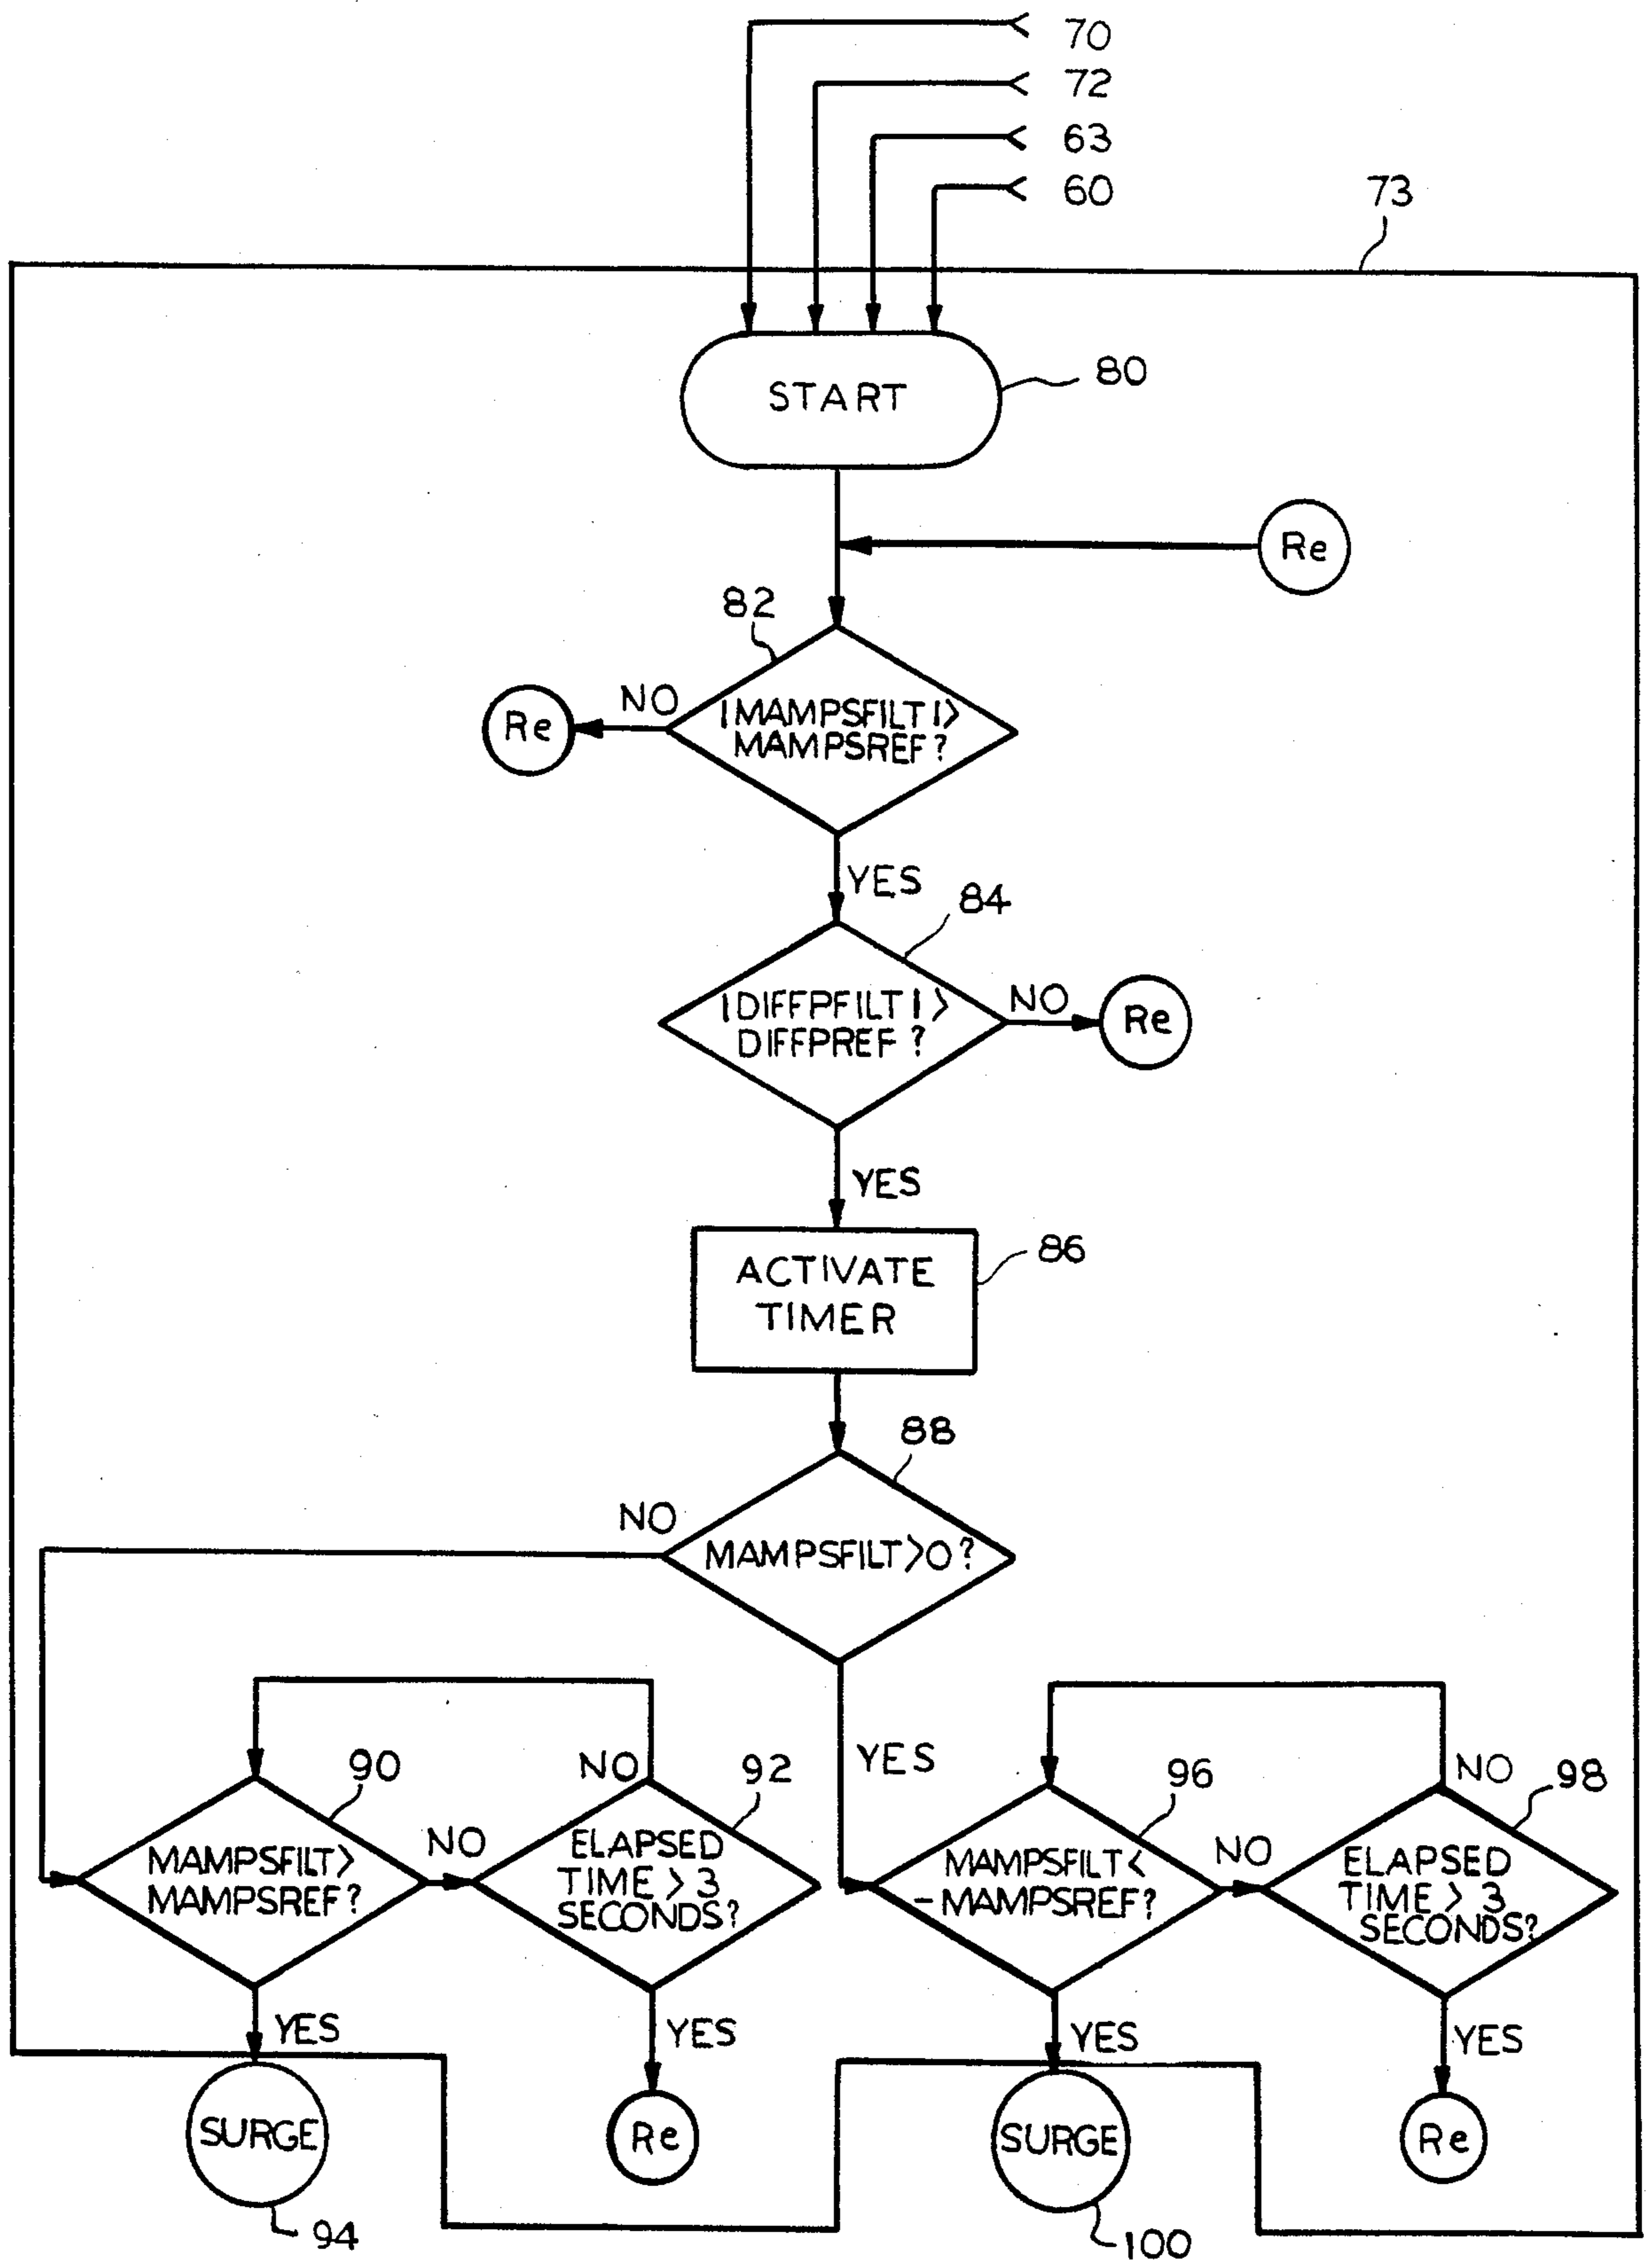 70
72
63
60
73
START
80
Re
82
NO
Re
|MAMPSFILT|>
MAMPSREF?
YES
84
|DIFFPFILT|>
DIFFPREF?
NO
Re
YES
ACTIVATE
TIMER
86
88
NO
MAMPSFILT>0?
YES
90
MAMPSFILT>
MAMPSREF?
NO
NO
92
ELAPSED
TIME > 3
SECONDS?
96
MAMPSFILT<
-MAMPSREF?
NO
NO
98
ELAPSED
TIME > 3
SECONDS?
YES
YES
YES
YES
SURGE
Re
SURGE
Re
94
100